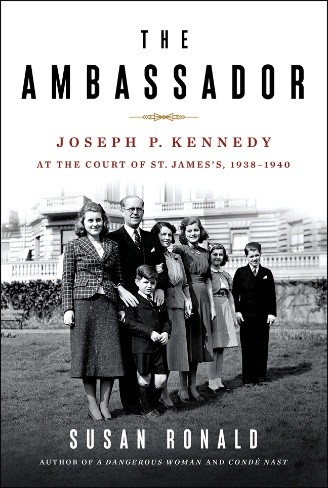 THE
AMBASSADOR
JOSEPH P. KENNEDY
AT THE COURT OF ST. JAMES'S, 1938–1940
SUSAN RONALD
AUTHOR OF A DANGEROUS WOMAN AND CONDÉ NAST